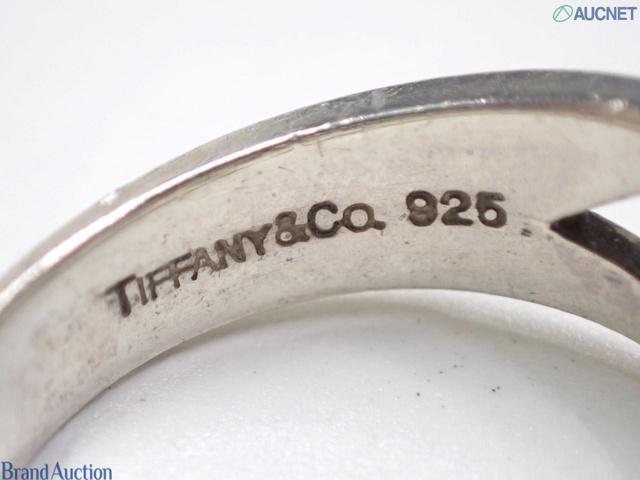 AUCNET
TIFFANY&CO. 925
Brand Auction